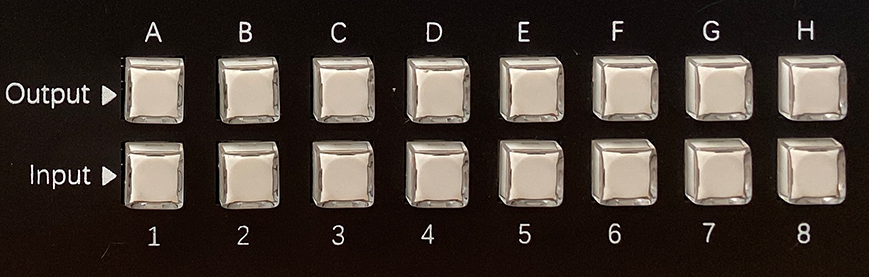 A B C D E F G H
Output
Input
1 2 3 4 5 6 7 8